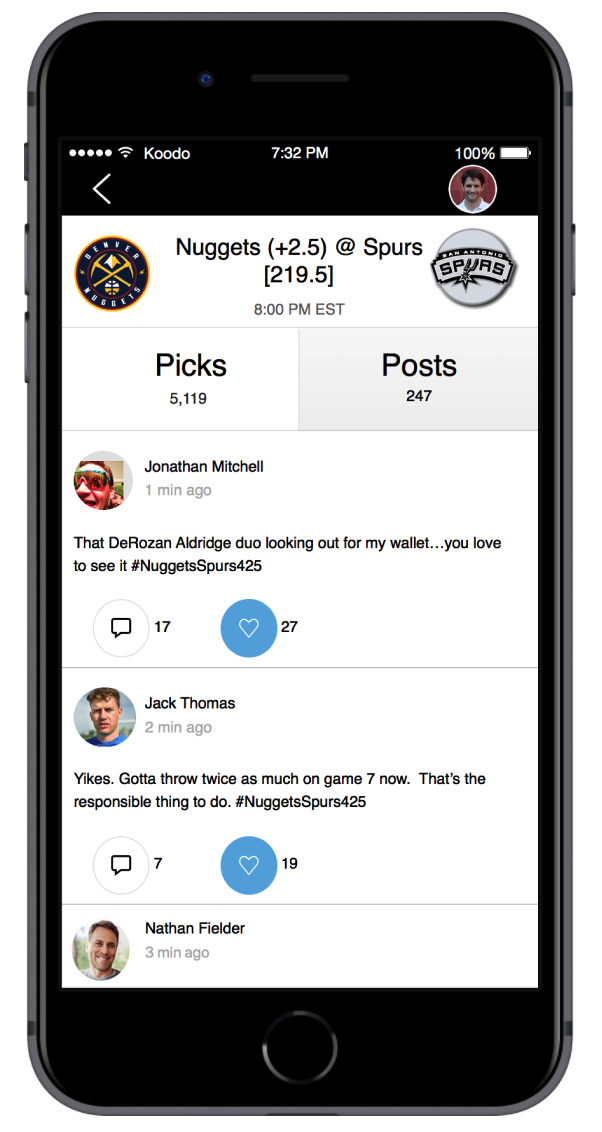 Koodo 7:32 PM 100%
DENVER NUGGETS
Nuggets (+2.5) @ Spurs
[219.5]
SAN ANTONIO
SPURS
8:00 PM EST
Picks Posts
5,119 247
Jonathan Mitchell
1 min ago
That DeRozan Aldridge duo looking out for my wallet…you love
to see it #NuggetsSpurs425
17 27
Jack Thomas
2 min ago
Yikes. Gotta throw twice as much on game 7 now.  That’s the
responsible thing to do. #NuggetsSpurs425
7 19
Nathan Fielder
3 min ago